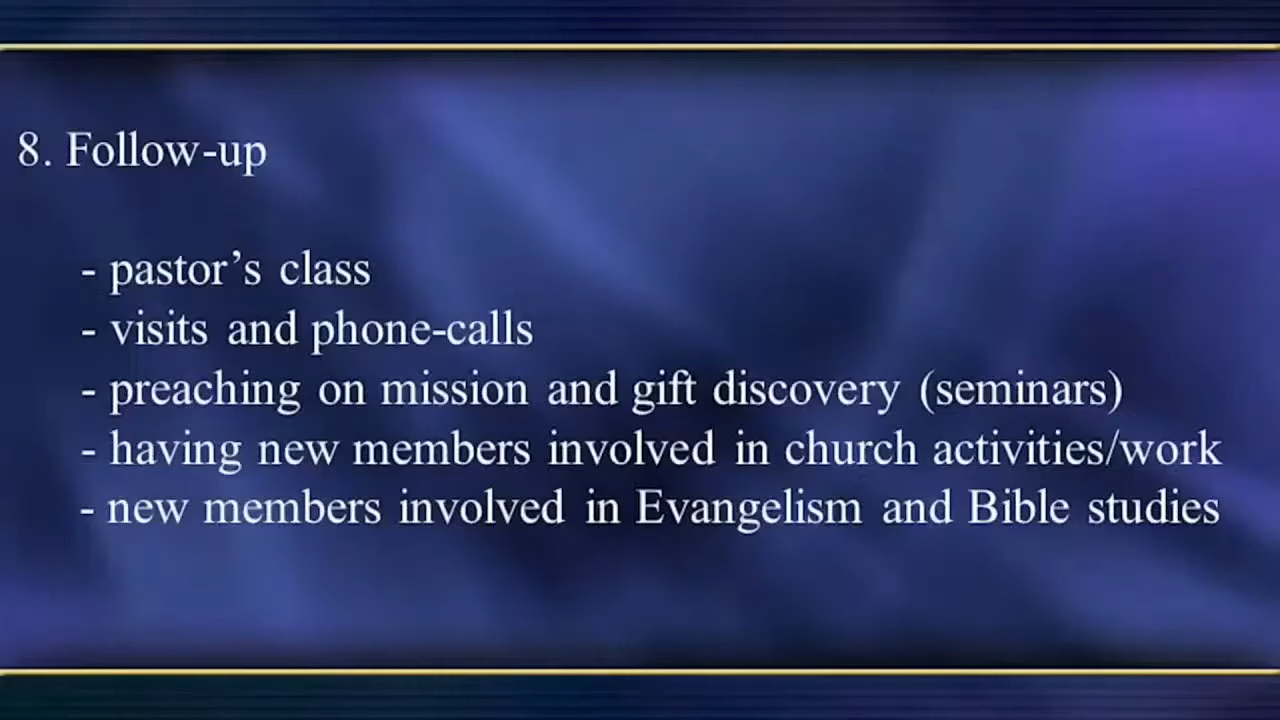 8. Follow-up
- pastor’s class
- visits and phone-calls
- preaching on mission and gift discovery (seminars)
- having new members involved in church activities/work
- new members involved in Evangelism and Bible studies